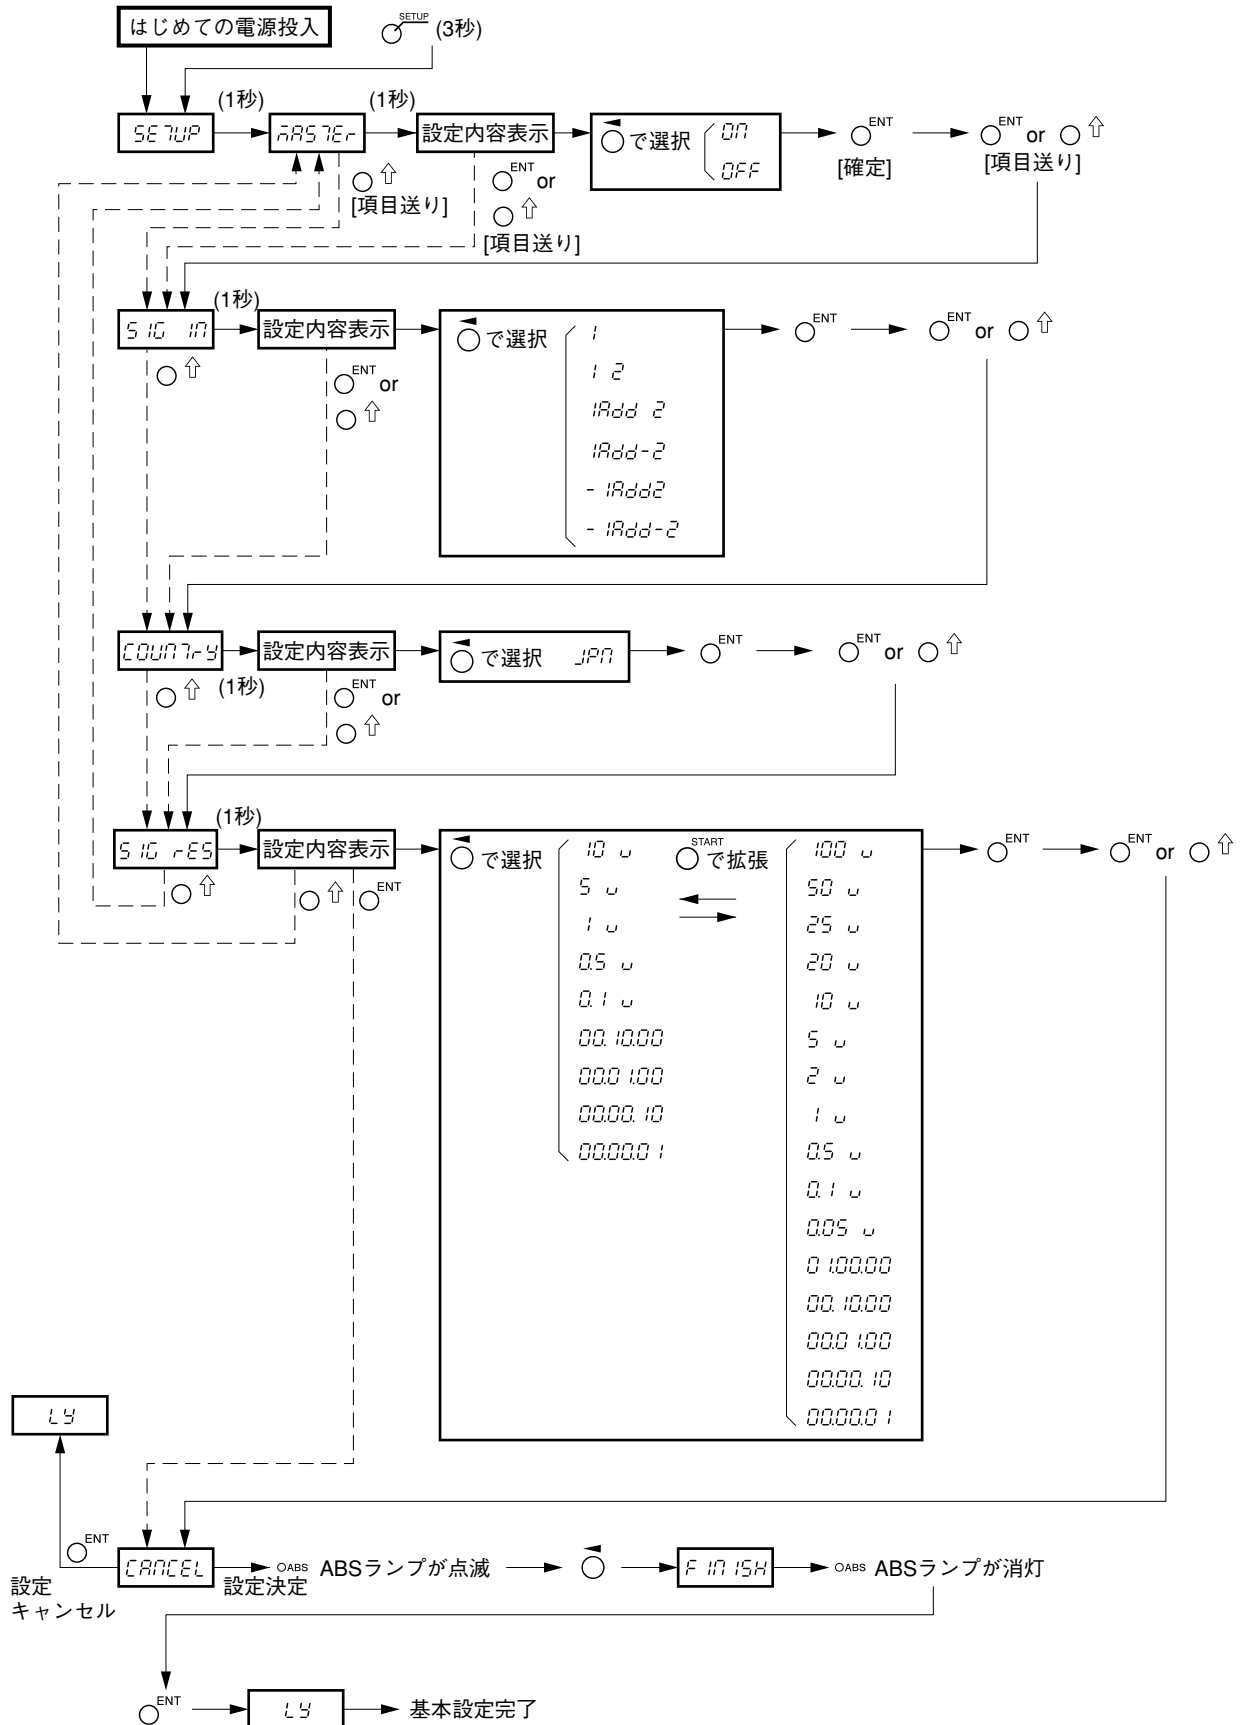 はじめての電源投入
SETUP
(3秒)
(1秒)
(1秒)
SETUP
MASTEr
設定内容表示
で選択
ON
OFF
ENT
[確定]
ENT or
[項目送り]
[項目送り]
ENT or
[項目送り]
(1秒)
SIG IN
設定内容表示
で選択
1
1 2
1Add 2
1Add-2
-1Add2
-1Add-2
ENT
ENT or
ENT or
COUNTrY
設定内容表示
で選択 JPN
ENT
ENT or
(1秒)
ENT or
(1秒)
SIG rES
設定内容表示
で選択
START
で拡張
ENT
ENT or
ENT
10 u
5 u
1 u
0.5 u
0.1 u
00.10.00
00.01.00
00.00.10
00.00.01
100 u
50 u
25 u
20 u
10 u
5 u
2 u
1 u
0.5 u
0.1 u
0.05 u
01.00.00
00.10.00
00.01.00
00.00.10
00.00.01
LY
ENT
設定
キャンセル
CANCEL
設定決定
ABS
ABSランプが点滅
FINISH
ABS
ABSランプが消灯
ENT
LY
基本設定完了